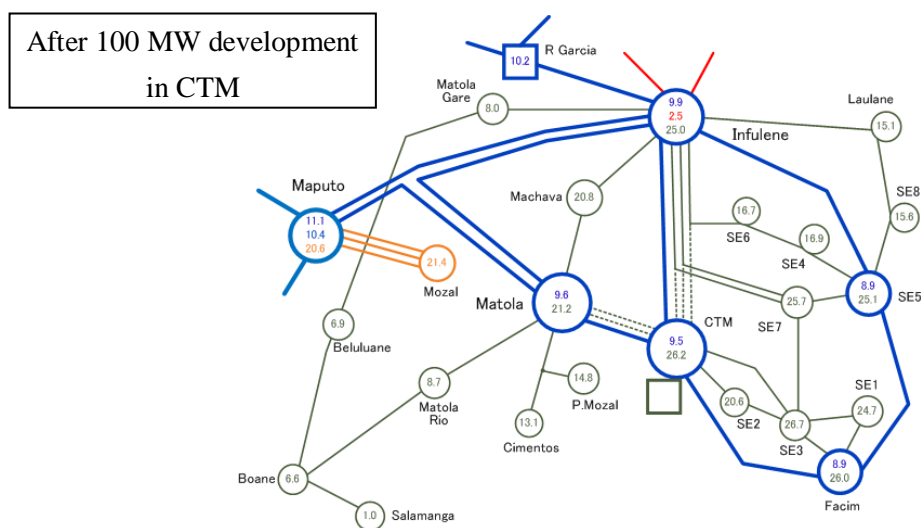 After 100 MW development
in CTM
R Garcia
10.2
Matola
Gare
8.0
9.9
2.5
25.0
Infulene
Laulane
15.1
Maputo
11.1
10.4
20.6
Machava
20.8
16.7
SE6
16.9
SE4
SE8
15.6
21.4
Mozal
Matola
9.6
21.2
8.9
25.1
SE5
25.7
SE7
CTM
9.5
26.2
6.9
Beluluane
8.7
Matola
Rio
14.8
P.Mozal
13.1
Cimentos
20.6
SE2
SE1
24.7
26.7
SE3
8.9
26.0
Facim
Boane
6.6
1.0
Salamanga